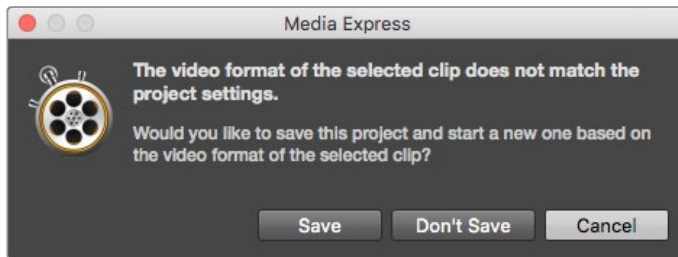 Media Express
The video format of the selected clip does not match the
project settings.
Would you like to save this project and start a new one based on
the video format of the selected clip?
Save Don't Save Cancel